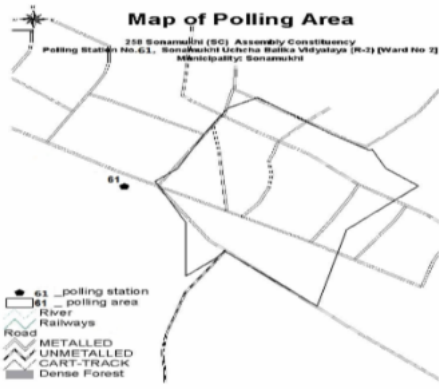 Map of Polling Area
258 Sonamukhi (SC) Assembly Constituency
Polling Station No.61, Sonamukhi Uchcha Balika Vidyalaya (R-2) (Ward No 2)
Municipality: Sonamukhi
61
61 _polling station
61 _ polling area
River
Railways
Road
METALLED
UNMETALLED
CART-TRACK
Dense Forest